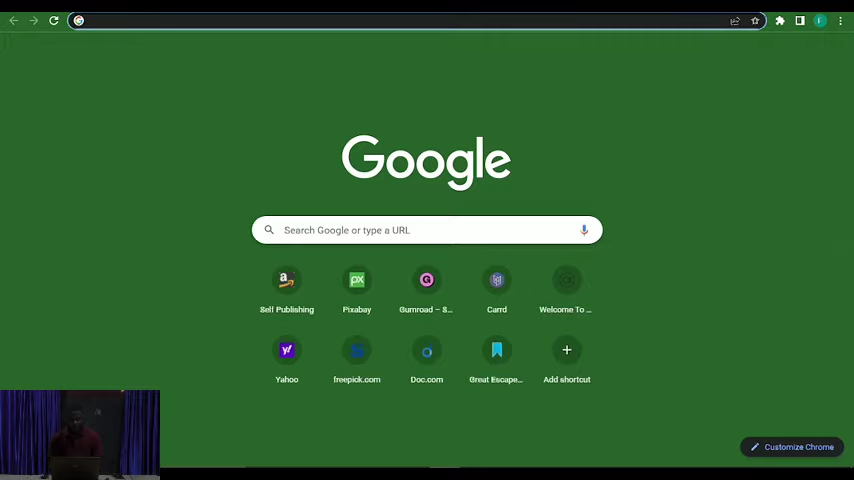 Google
Search Google or type a URL
Self Publishing
Pixabay
Gumroad – S...
Carrd
Welcome To ...
Yahoo
freepick.com
Doc.com
Great Escape...
Add shortcut
Customize Chrome